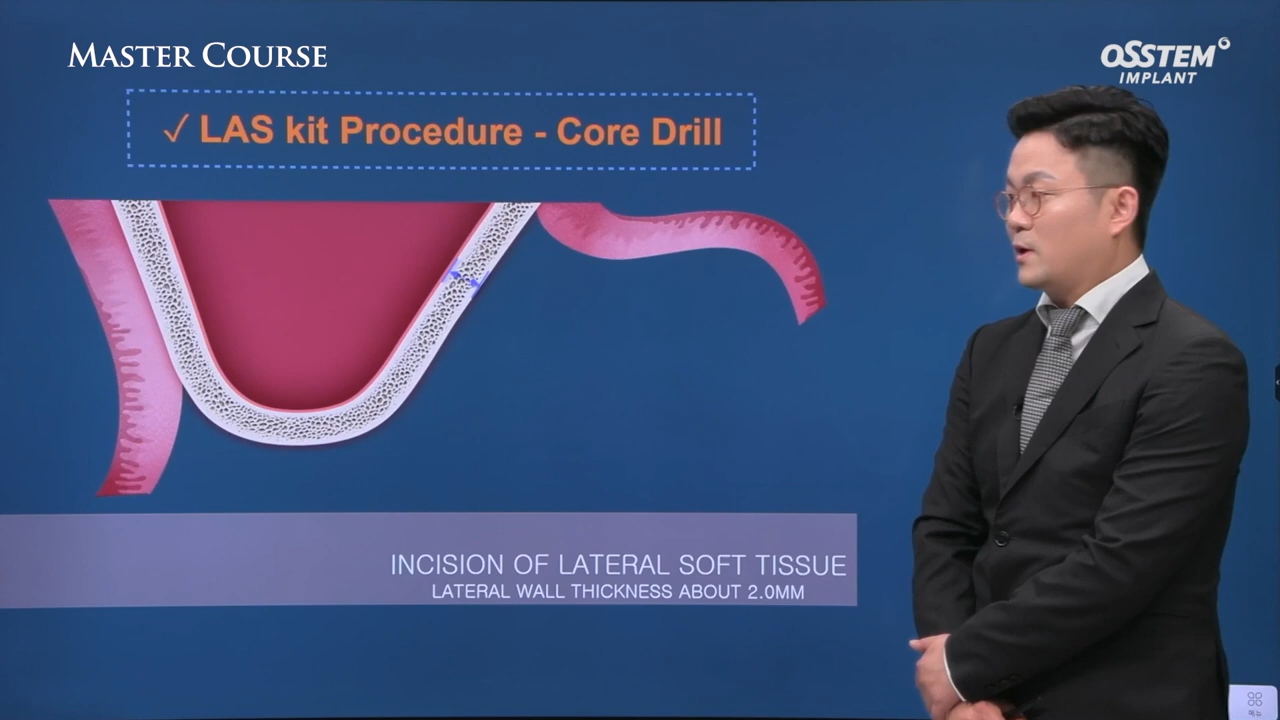 MASTER COURSE
OSSTEM
IMPLANT
✓ LAS kit Procedure - Core Drill
INCISION OF LATERAL SOFT TISSUE
LATERAL WALL THICKNESS ABOUT 2.0MM